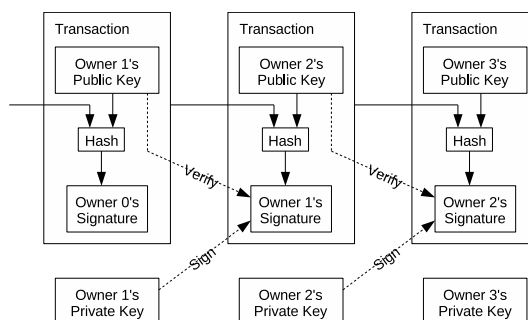 Transaction
Transaction
Transaction
Owner 1's
Public Key
Owner 2's
Public Key
Owner 3's
Public Key
Hash
Hash
Hash
Verify
Verify
Owner 0's
Signature
Owner 1's
Signature
Owner 2's
Signature
Sign
Sign
Owner 1's
Private Key
Owner 2's
Private Key
Owner 3's
Private Key